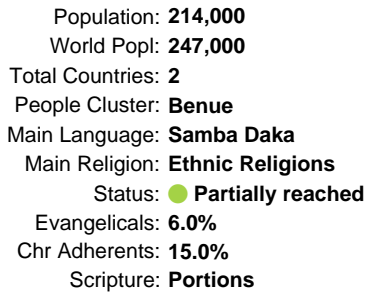 Population: 214,000
World Popl: 247,000
Total Countries: 2
People Cluster: Benue
Main Language: Samba Daka
Main Religion: Ethnic Religions
Status: Partially reached
Evangelicals: 6.0%
Chr Adherents: 15.0%
Scripture: Portions